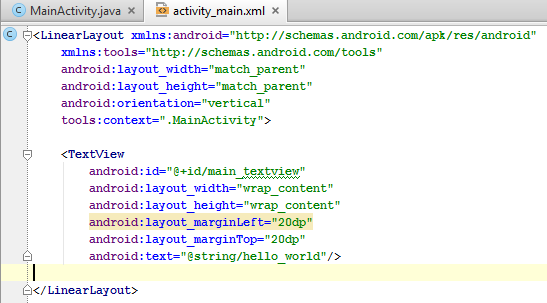 MainActivity.java × activity_main.xml ×
<LinearLayout xmlns:android="http://schemas.android.com/apk/res/android"
xmlns:tools="http://schemas.android.com/tools"
android:layout_width="match_parent"
android:layout_height="match_parent"
android:orientation="vertical"
tools:context=".MainActivity">
<TextView
android:id="@+id/main_textview"
android:layout_width="wrap_content"
android:layout_height="wrap_content"
android:layout_marginLeft="20dp"
android:layout_marginTop="20dp"
android:text="@string/hello_world"/>
</LinearLayout>